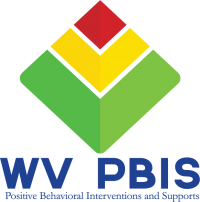 WV PBIS
Positive Behavioral Interventions and Supports